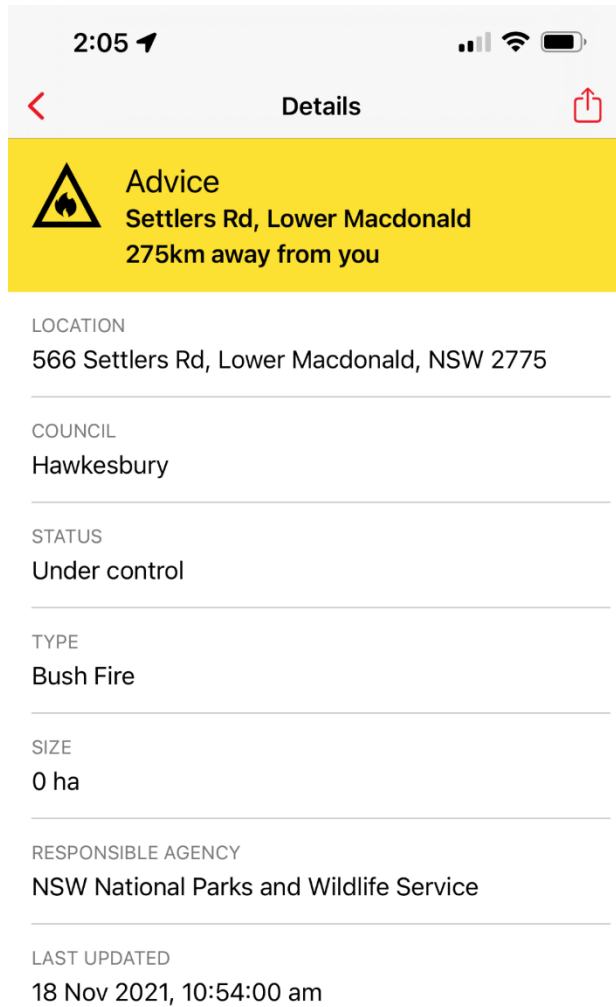 2:05
Details
Advice
Settlers Rd, Lower Macdonald
275km away from you
LOCATION
566 Settlers Rd, Lower Macdonald, NSW 2775
COUNCIL
Hawkesbury
STATUS
Under control
TYPE
Bush Fire
SIZE
0 ha
RESPONSIBLE AGENCY
NSW National Parks and Wildlife Service
LAST UPDATED
18 Nov 2021, 10:54:00 am